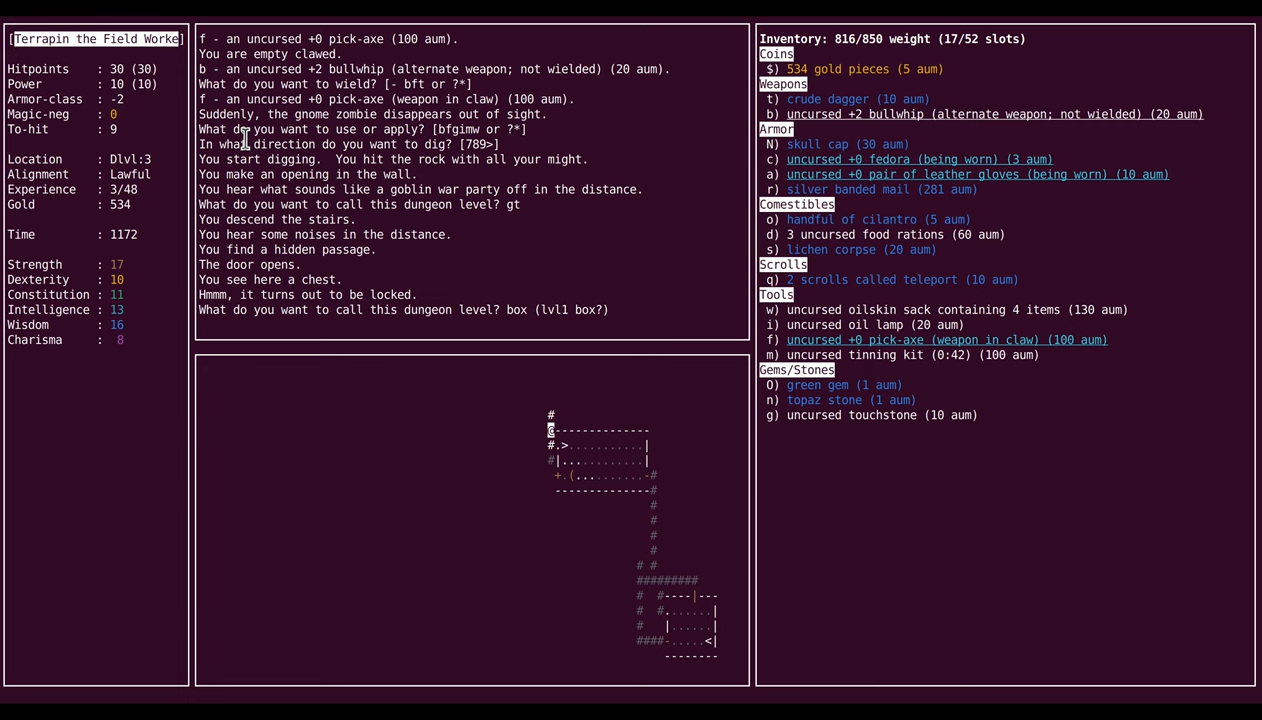 [Terrapin the Field Worke]
Hitpoints : 30 (30)
Power : 10 (10)
Armor-class : -2
Magic-neg : 0
To-hit : 9
Location : Dlvl:3
Alignment : Lawful
Experience : 3/48
Gold : 534
Time : 1172
Strength : 17
Dexterity : 10
Constitution : 11
Intelligence : 13
Wisdom : 16
Charisma : 8
f - an uncursed +0 pick-axe (100 aum).
You are empty clawed.
b - an uncursed +2 bullwhip (alternate weapon; not wielded) (20 aum).
What do you want to wield? [- bft or ?*]
f - an uncursed +0 pick-axe (weapon in claw) (100 aum).
Suddenly, the gnome zombie disappears out of sight.
What do you want to use or apply? [bfgimw or ?*]
In what direction do you want to dig? [789>]
You start digging.  You hit the rock with all your might.
You make an opening in the wall.
You hear what sounds like a goblin war party off in the distance.
What do you want to call this dungeon level? gt
You descend the stairs.
You hear some noises in the distance.
You find a hidden passage.
The door opens.
You see here a chest.
Hmmm, it turns out to be locked.
What do you want to call this dungeon level? box (lvl1 box?)
#
@--------------
#.>...........|
#|............|
+.(.........-#
--------------#
#
#
#
#
# #
#########
#  #----|---
#  #.......|
#   |......|
####-.....<|
--------
Inventory: 816/850 weight (17/52 slots)
Coins
$) 534 gold pieces (5 aum)
Weapons
t) crude dagger (10 aum)
b) uncursed +2 bullwhip (alternate weapon; not wielded) (20 aum)
Armor
N) skull cap (30 aum)
c) uncursed +0 fedora (being worn) (3 aum)
a) uncursed +0 pair of leather gloves (being worn) (10 aum)
r) silver banded mail (281 aum)
Comestibles
o) handful of cilantro (5 aum)
d) 3 uncursed food rations (60 aum)
s) lichen corpse (20 aum)
Scrolls
q) 2 scrolls called teleport (10 aum)
Tools
w) uncursed oilskin sack containing 4 items (130 aum)
i) uncursed oil lamp (20 aum)
f) uncursed +0 pick-axe (weapon in claw) (100 aum)
m) uncursed tinning kit (0:42) (100 aum)
Gems/Stones
O) green gem (1 aum)
n) topaz stone (1 aum)
g) uncursed touchstone (10 aum)